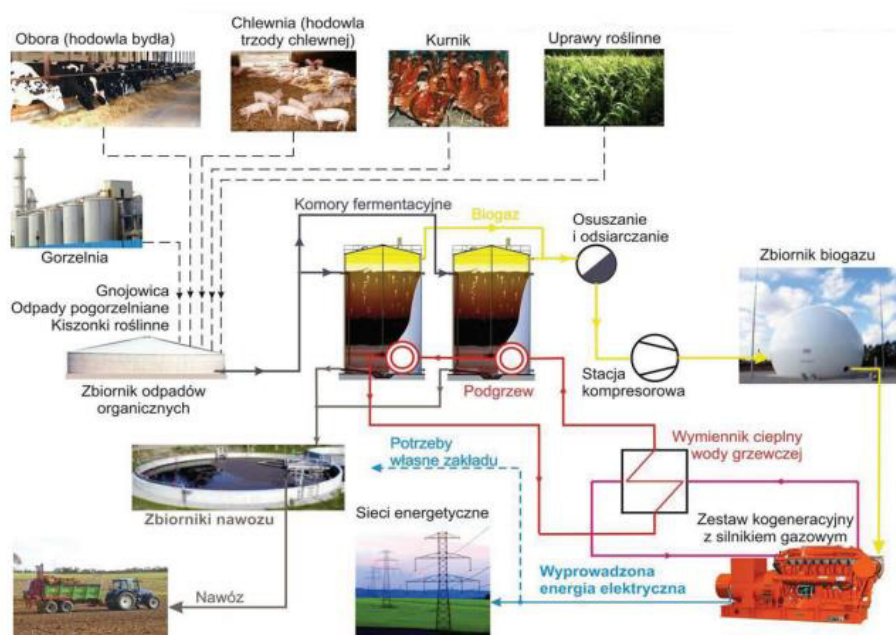 Obora (hodowla bydła)
Chlewnia (hodowla
trzody chlewnej)
Kurnik
Uprawy roślinne
Gorzelnia
Komory fermentacyjne
Biogaz
Osuszanie
i odsiarczanie
Zbiornik biogazu
Gnojowica
Odpady pogorzelniane
Kiszonki roślinne
Zbiornik odpadów
organicznych
Podgrzew
Stacja
kompresorowa
Potrzeby
własne zakładu
Wymiennik cieplny
wody grzewczej
Zbiorniki nawozu
Sieci energetyczne
Zestaw kogeneracyjny
z silnikiem gazowym
Nawóz
Wyprowadzona
energia elektryczna